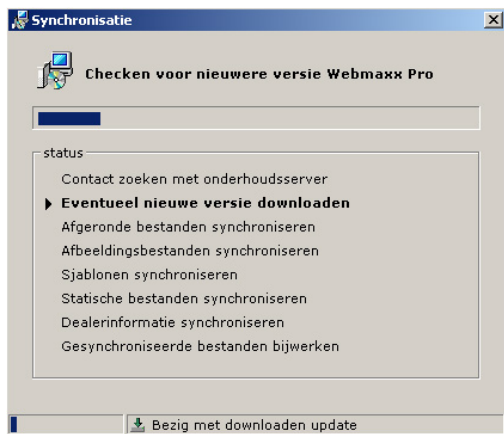 Synchronisatie
Checken voor nieuwere versie Webmaxx Pro
status
Contact zoeken met onderhoudsserver
Eventueel nieuwe versie downloaden
Afgeronde bestanden synchroniseren
Afbeeldingsbestanden synchroniseren
Sjablonen synchroniseren
Statische bestanden synchroniseren
Dealerinformatie synchroniseren
Gesynchroniseerde bestanden bijwerken
Bezig met downloaden update